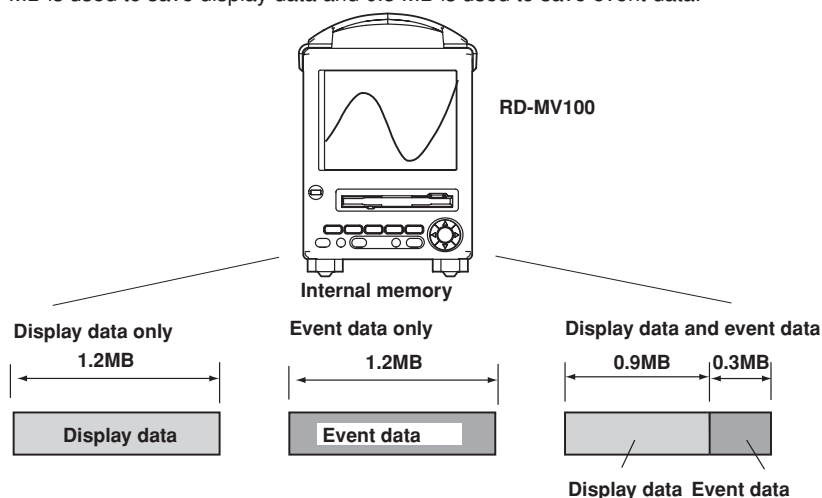 MB is used to save display data and 0.3 MB is used to save event data.
RD-MV100
Internal memory
Display data only
Event data only
Display data and event data
1.2MB
1.2MB
0.9MB
0.3MB
Display data
Event data
Display data
Event data